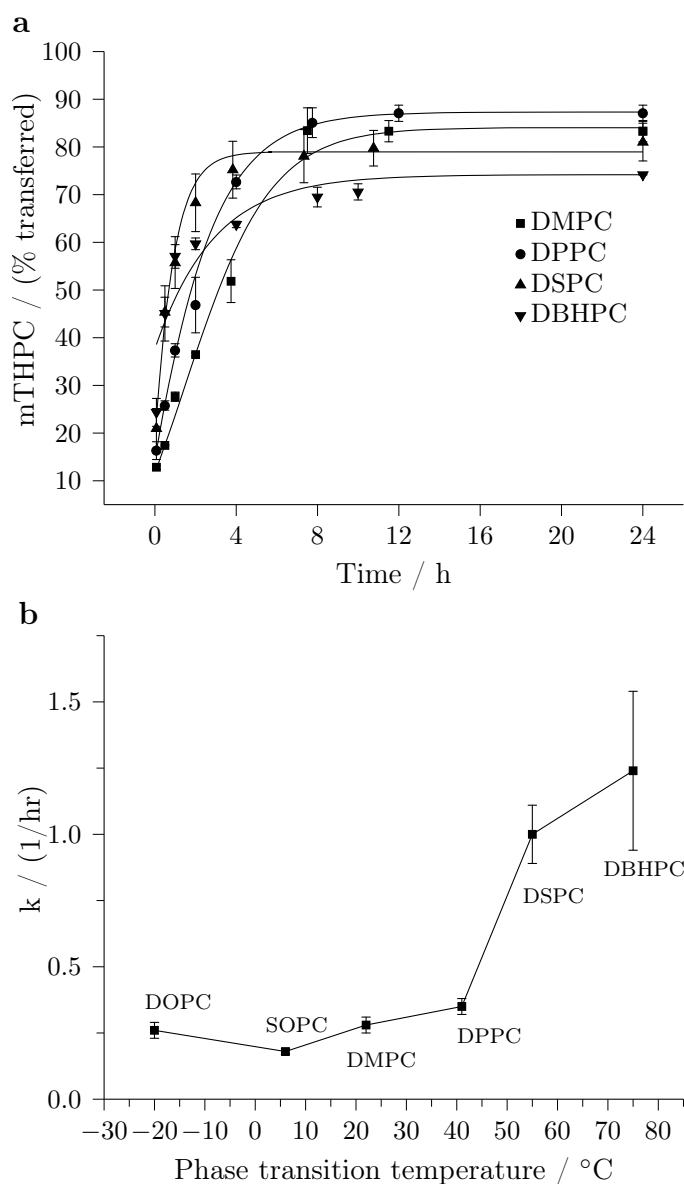 a
100
90
80
70
60
50
40
30
20
10
mTHPC / (% transferred)
DMPC
DPPC
DSPC
DBHPC
0 4 8 12 16 20 24
Time / h
b
1.5
1.0
0.5
0.0
k / (1/hr)
DOPC
SOPC
DMPC
DPPC
DSPC
DBHPC
−30 −20 −10 0 10 20 30 40 50 60 70 80
Phase transition temperature / °C